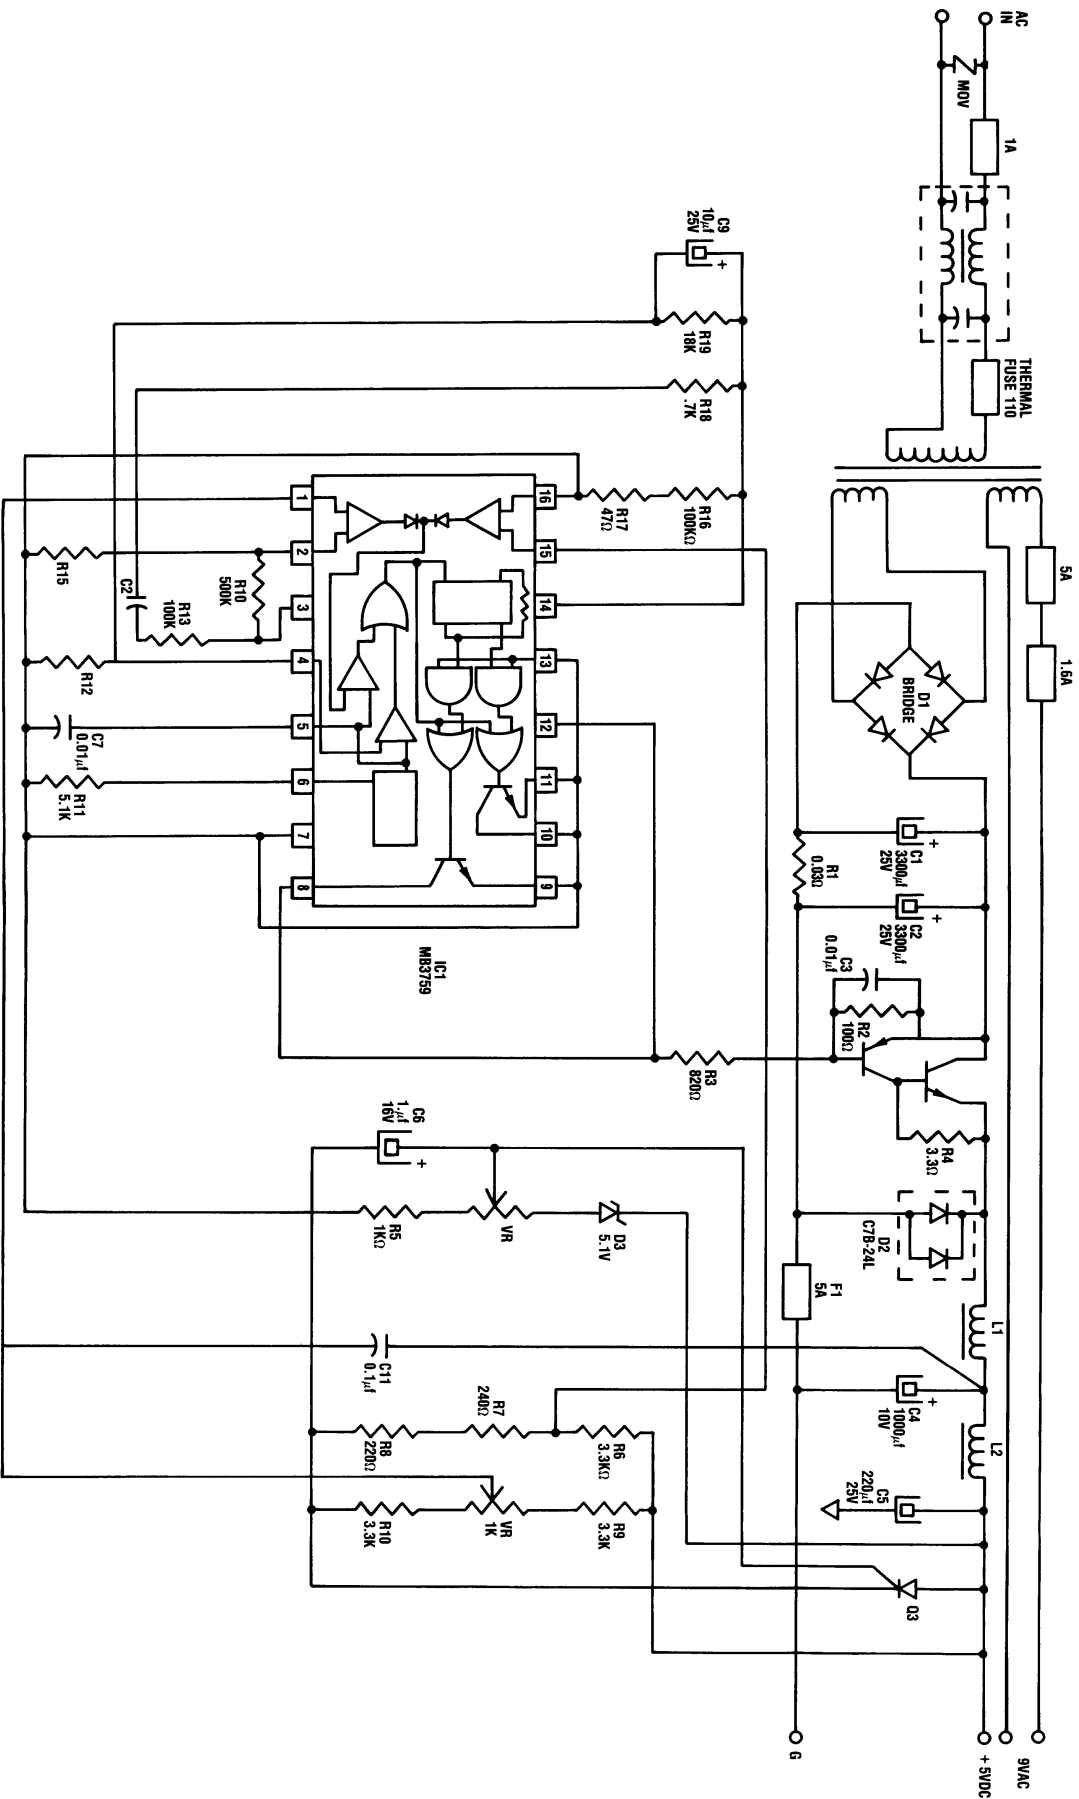 AC
IN
MOV
1A
THERMAL
FUSE 110
5A
1.6A
D1
BRIDGE
+
C1
3300µf
25V
R1
0.03Ω
+
C2
3300µf
25V
C3
0.01µf
R2
100Ω
R3
820Ω
R4
3.3Ω
D2
C7B-24L
F1
5A
L1
+
C4
1000µf
10V
L2
C5
220µf
25V
Q3
9VAC
+ 5VDC
G
C9
10µf
25V
+
R19
18K
R18
.7K
R16
100KΩ
R17
47Ω
16
15
14
13
12
11
10
9
1
2
3
4
5
6
7
8
IC1
MB3759
R15
R10
500K
C2
R13
100K
R12
C7
0.01µf
R11
5.1K
C6
1.µf
16V
+
R5
1KΩ
VR
D3
5.1V
C11
0.1µf
R7
240Ω
R8
220Ω
R6
3.3KΩ
R10
3.3K
VR
1K
R9
3.3K